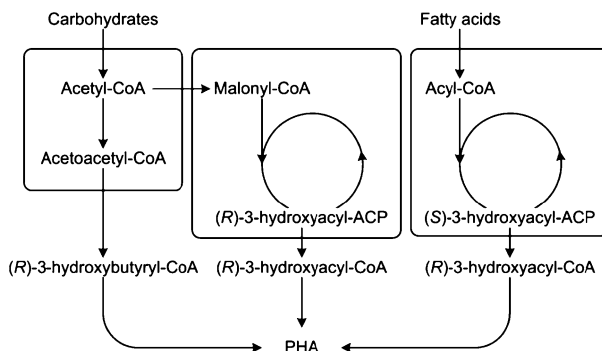 Carbohydrates
Fatty acids
Acetyl-CoA
Malonyl-CoA
Acyl-CoA
Acetoacetyl-CoA
(R)-3-hydroxyacyl-ACP
(S)-3-hydroxyacyl-ACP
(R)-3-hydroxybutyryl-CoA
(R)-3-hydroxyacyl-CoA
(R)-3-hydroxyacyl-CoA
PHA